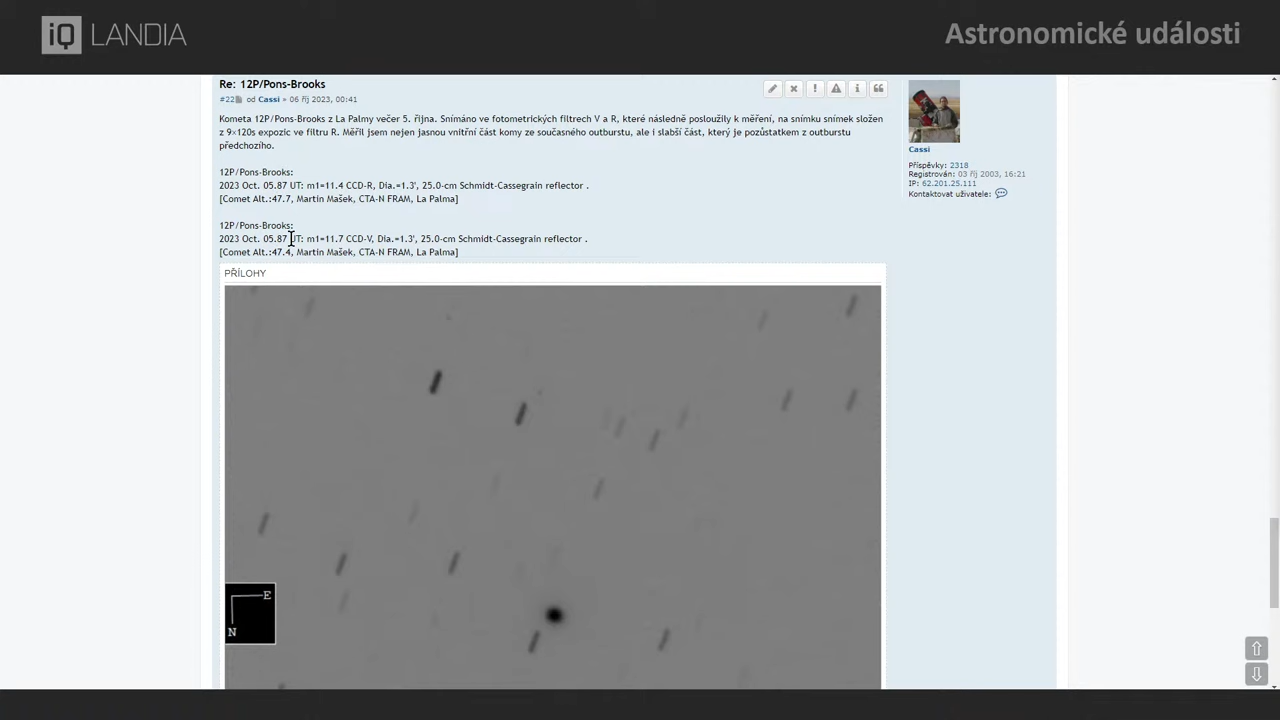 iQ LANDIA
Astronomické události
Re: 12P/Pons-Brooks
#22 od Cassi » 06 říj 2023, 00:41
Kometa 12P/Pons-Brooks z La Palmy večer 5. října. Snímáno ve fotometrických filtrech V a R, které následně posloužily k měření, na snímku snímek složen
z 9×120s expozic ve filtru R. Měřil jsem nejen jasnou vnitřní část komy ze současného outburstu, ale i slabší část, který je pozůstatkem z outburstu
předchozího.
12P/Pons-Brooks:
2023 Oct. 05.87 UT: m1=11.4 CCD-R, Dia.=1.3', 25.0-cm Schmidt-Cassegrain reflector .
[Comet Alt.:47.7, Martin Mašek, CTA-N FRAM, La Palma]
12P/Pons-Brooks:
2023 Oct. 05.87 UT: m1=11.7 CCD-V, Dia.=1.3', 25.0-cm Schmidt-Cassegrain reflector .
[Comet Alt.:47.4, Martin Mašek, CTA-N FRAM, La Palma]
PŘÍLOHY
E
N
Cassi
Příspěvky: 2318
Registrován: 03 říj 2003, 16:21
IP: 62.201.25.111
Kontaktovat uživatele: